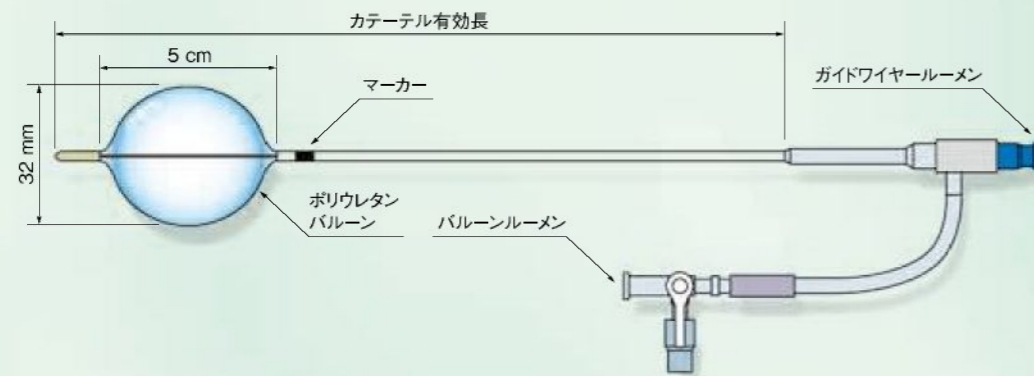 カテーテル有効長
5 cm
マーカー
ガイドワイヤールーメン
32 mm
ポリウレタン
バルーン
バルーンルーメン